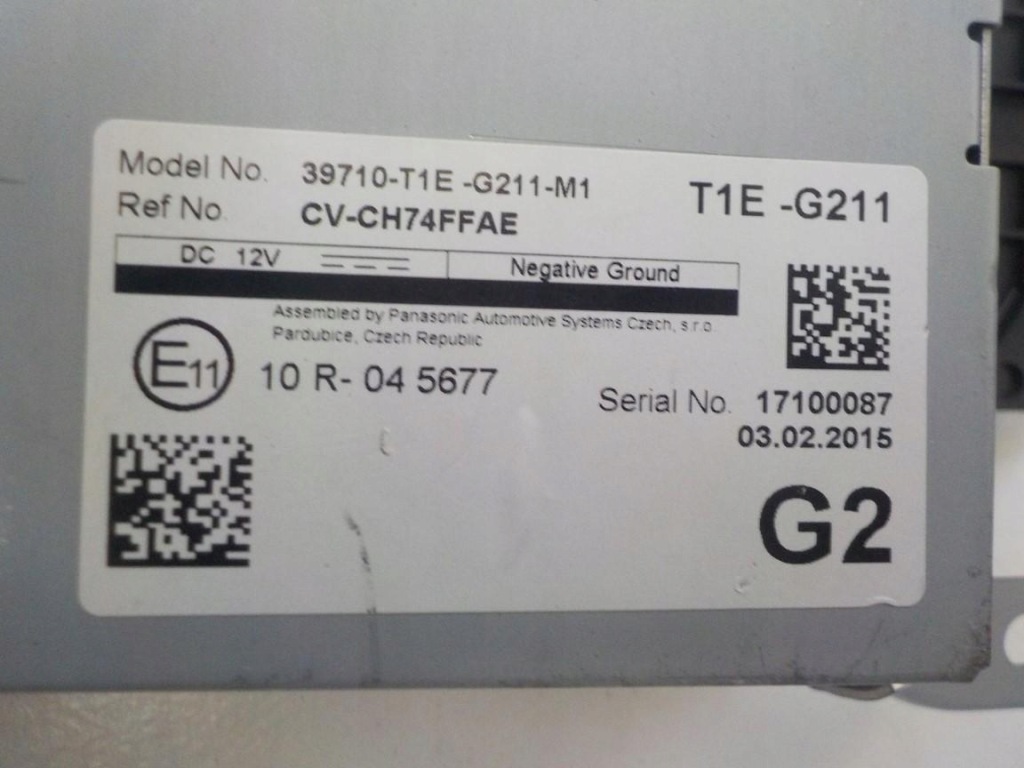 Model No. 39710-T1E -G211-M1
T1E -G211
Ref No. CV-CH74FFAE
DC 12V
Negative Ground
Assembled by Panasonic Automotive Systems Czech, s.r.o.
Pardubice, Czech Republic
E11
10 R- 04 5677
Serial No. 17100087
03.02.2015
G2